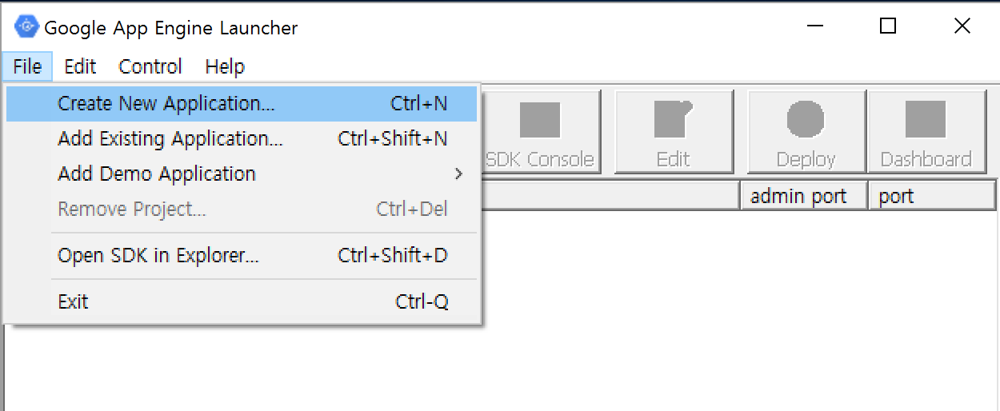 Google App Engine Launcher
File Edit Control Help
Create New Application... Ctrl+N
Add Existing Application... Ctrl+Shift+N
Add Demo Application
Remove Project... Ctrl+Del
Open SDK in Explorer... Ctrl+Shift+D
Exit Ctrl-Q
SDK Console Edit Deploy Dashboard
admin port port